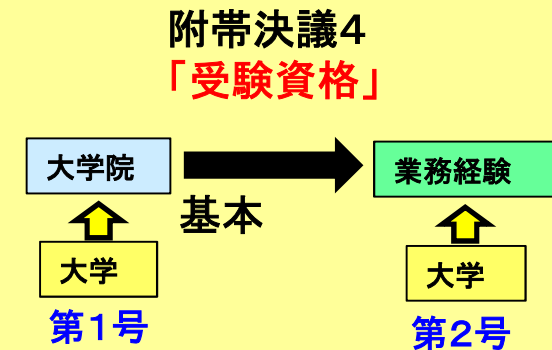 附帯決議4
「受験資格」
大学院
業務経験
基本
大学
大学
第1号
第2号